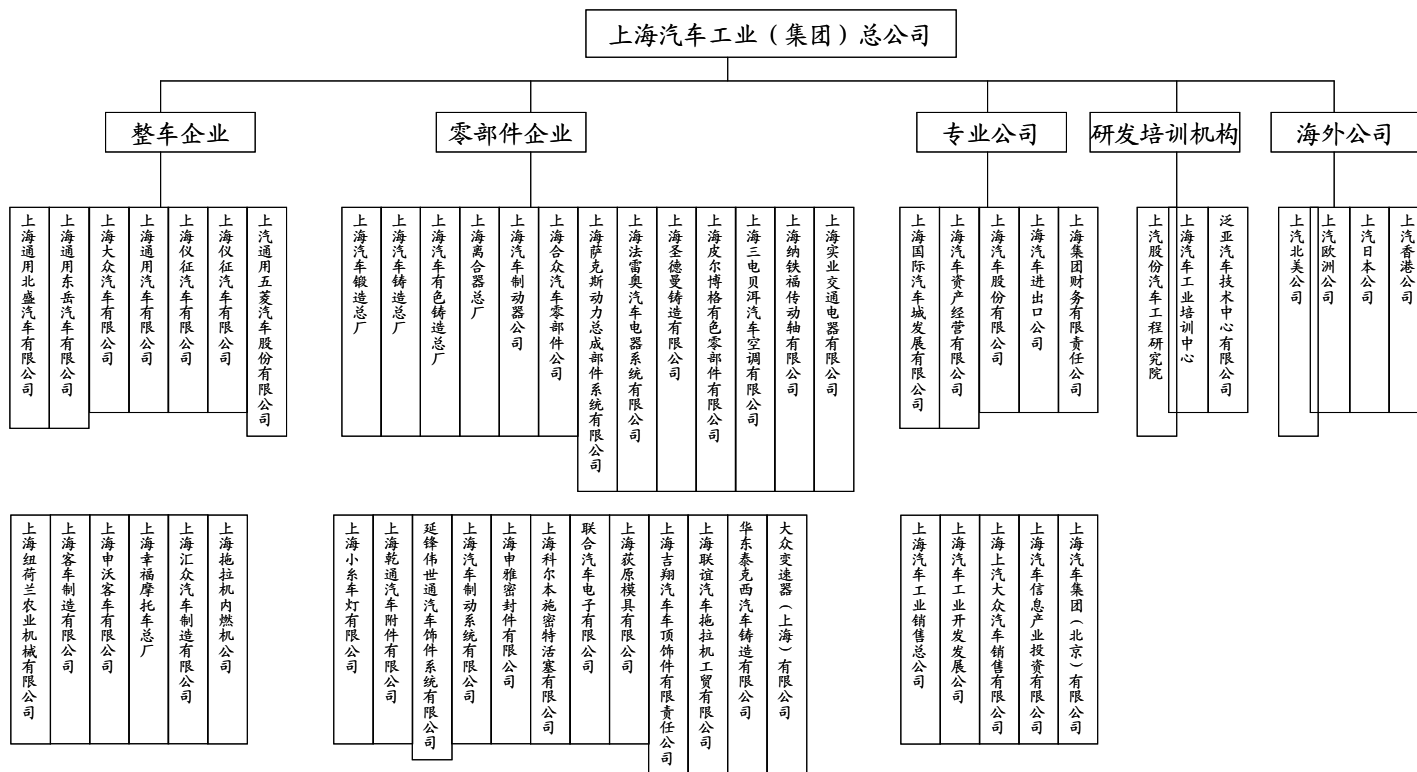 上海汽车工业（集团）总公司
整车企业
零部件企业
专业公司
研发培训机构
海外公司
上海通用北盛汽车有限公司
上海通用东岳汽车有限公司
上海大众汽车有限公司
上海通用汽车有限公司
上海仪征汽车有限公司
上海仪征汽车有限公司
上汽通用五菱汽车股份有限公司
上海汽车锻造总厂
上海汽车铸造总厂
上海汽车有色铸造总厂
上海离合器总厂
上海汽车制动器公司
上海合众汽车零部件公司
上海萨克斯动力总成部件系统有限公司
上海法雷奥汽车电器系统有限公司
上海圣德曼铸造有限公司
上海皮尔博格有色零部件有限公司
上海三电贝洱汽车空调有限公司
上海纳铁福传动轴有限公司
上海实业交通电器有限公司
上海国际汽车城发展有限公司
上海汽车资产经营有限公司
上海汽车股份有限公司
上海汽车进出口公司
上海集团财务有限责任公司
上汽股份汽车工程研究院
上海汽车工业培训中心
泛亚汽车技术中心有限公司
上汽北美公司
上汽欧洲公司
上汽日本公司
上汽香港公司
上海纽荷兰农业机械有限公司
上海客车制造有限公司
上海申沃客车有限公司
上海幸福摩托车总厂
上海汇众汽车制造有限公司
上海拖拉机内燃机公司
上海小糸车灯有限公司
上海乾通汽车附件有限公司
延锋伟世通汽车饰件系统有限公司
上海汽车制动系统有限公司
上海申雅密封件有限公司
上海科尔本施密特活塞有限公司
联合汽车电子有限公司
上海荻原模具有限公司
上海吉翔汽车车顶饰件有限责任公司
上海联谊汽车拖拉机工贸有限公司
华东泰克西汽车铸造有限公司
大众变速器（上海）有限公司
上海汽车工业销售总公司
上海汽车工业开发发展公司
上海上汽大众汽车销售有限公司
上海汽车信息产业投资有限公司
上海汽车集团（北京）有限公司